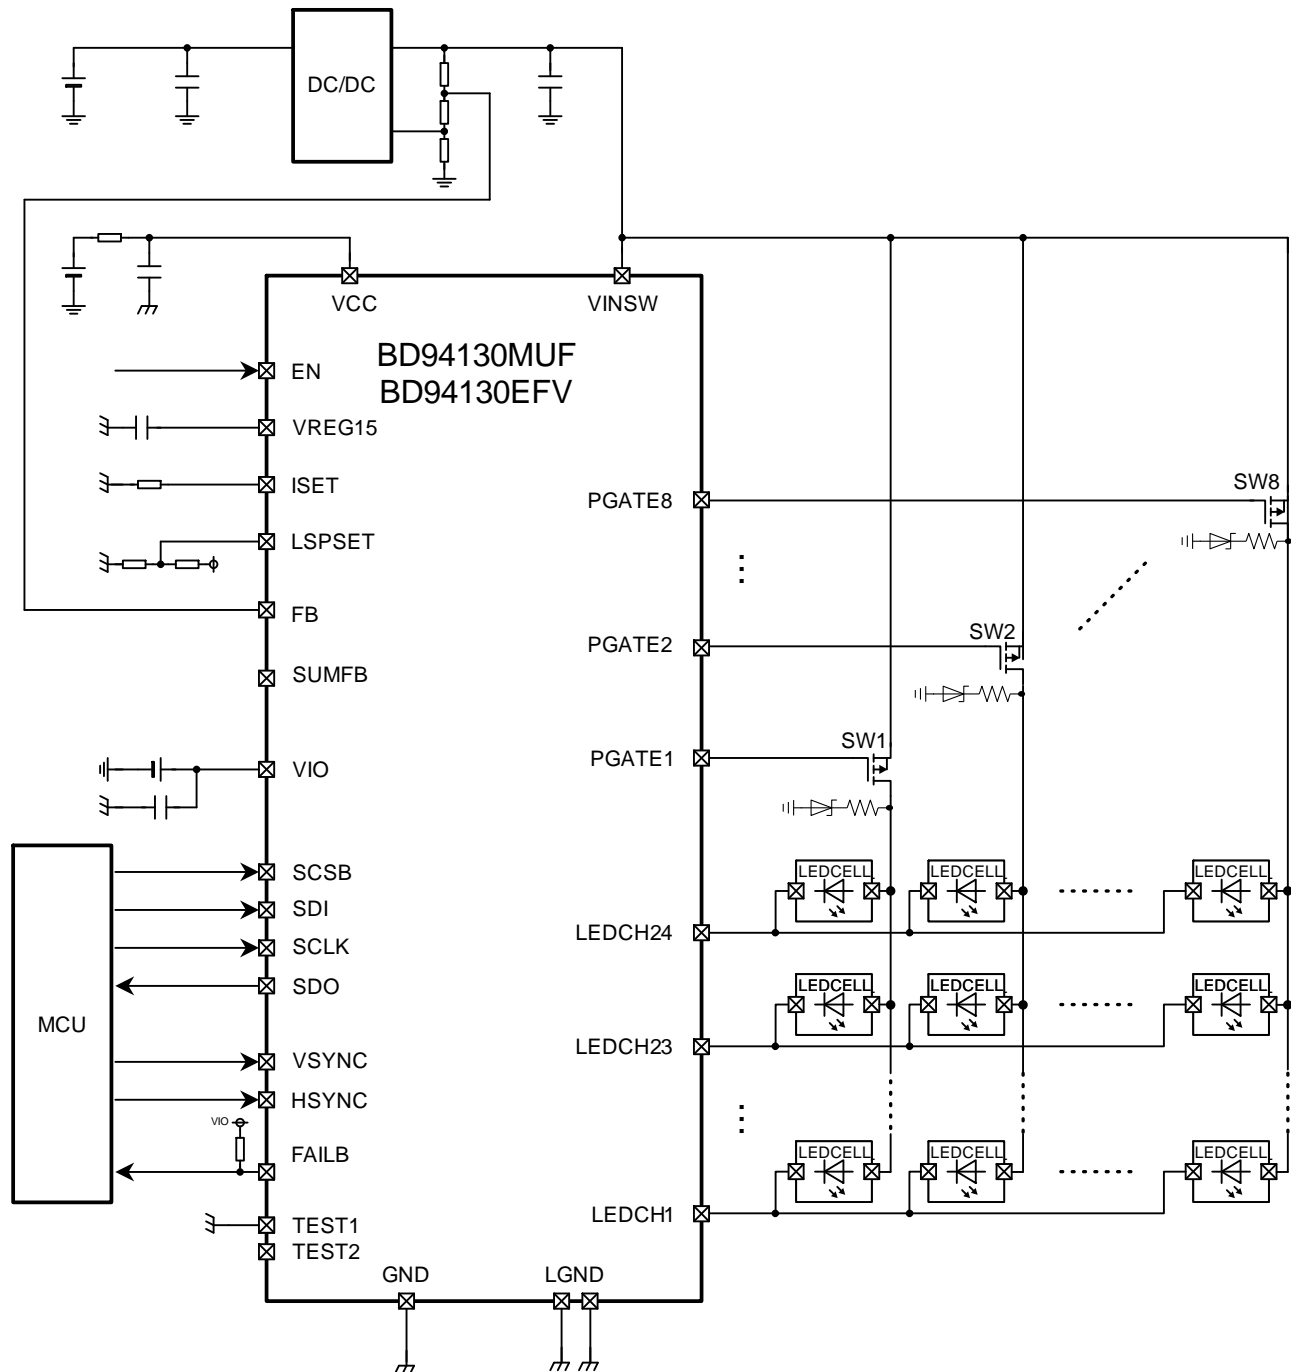 DC/DC
VCC
VINSW
BD94130MUF
BD94130EFV
EN
VREG15
ISET
PGATE8
SW8
LSPSET
FB
SW2
PGATE2
SUMFB
SW1
PGATE1
VIO
SCSB
LEDCELL
LEDCELL
LEDCELL
SDI
LEDCH24
SCLK
SDO
LEDCELL
LEDCELL
LEDCELL
MCU
LEDCH23
VSYNC
HSYNC
VIO
FAILB
LEDCELL
LEDCELL
LEDCELL
LEDCH1
TEST1
TEST2
GND
LGND